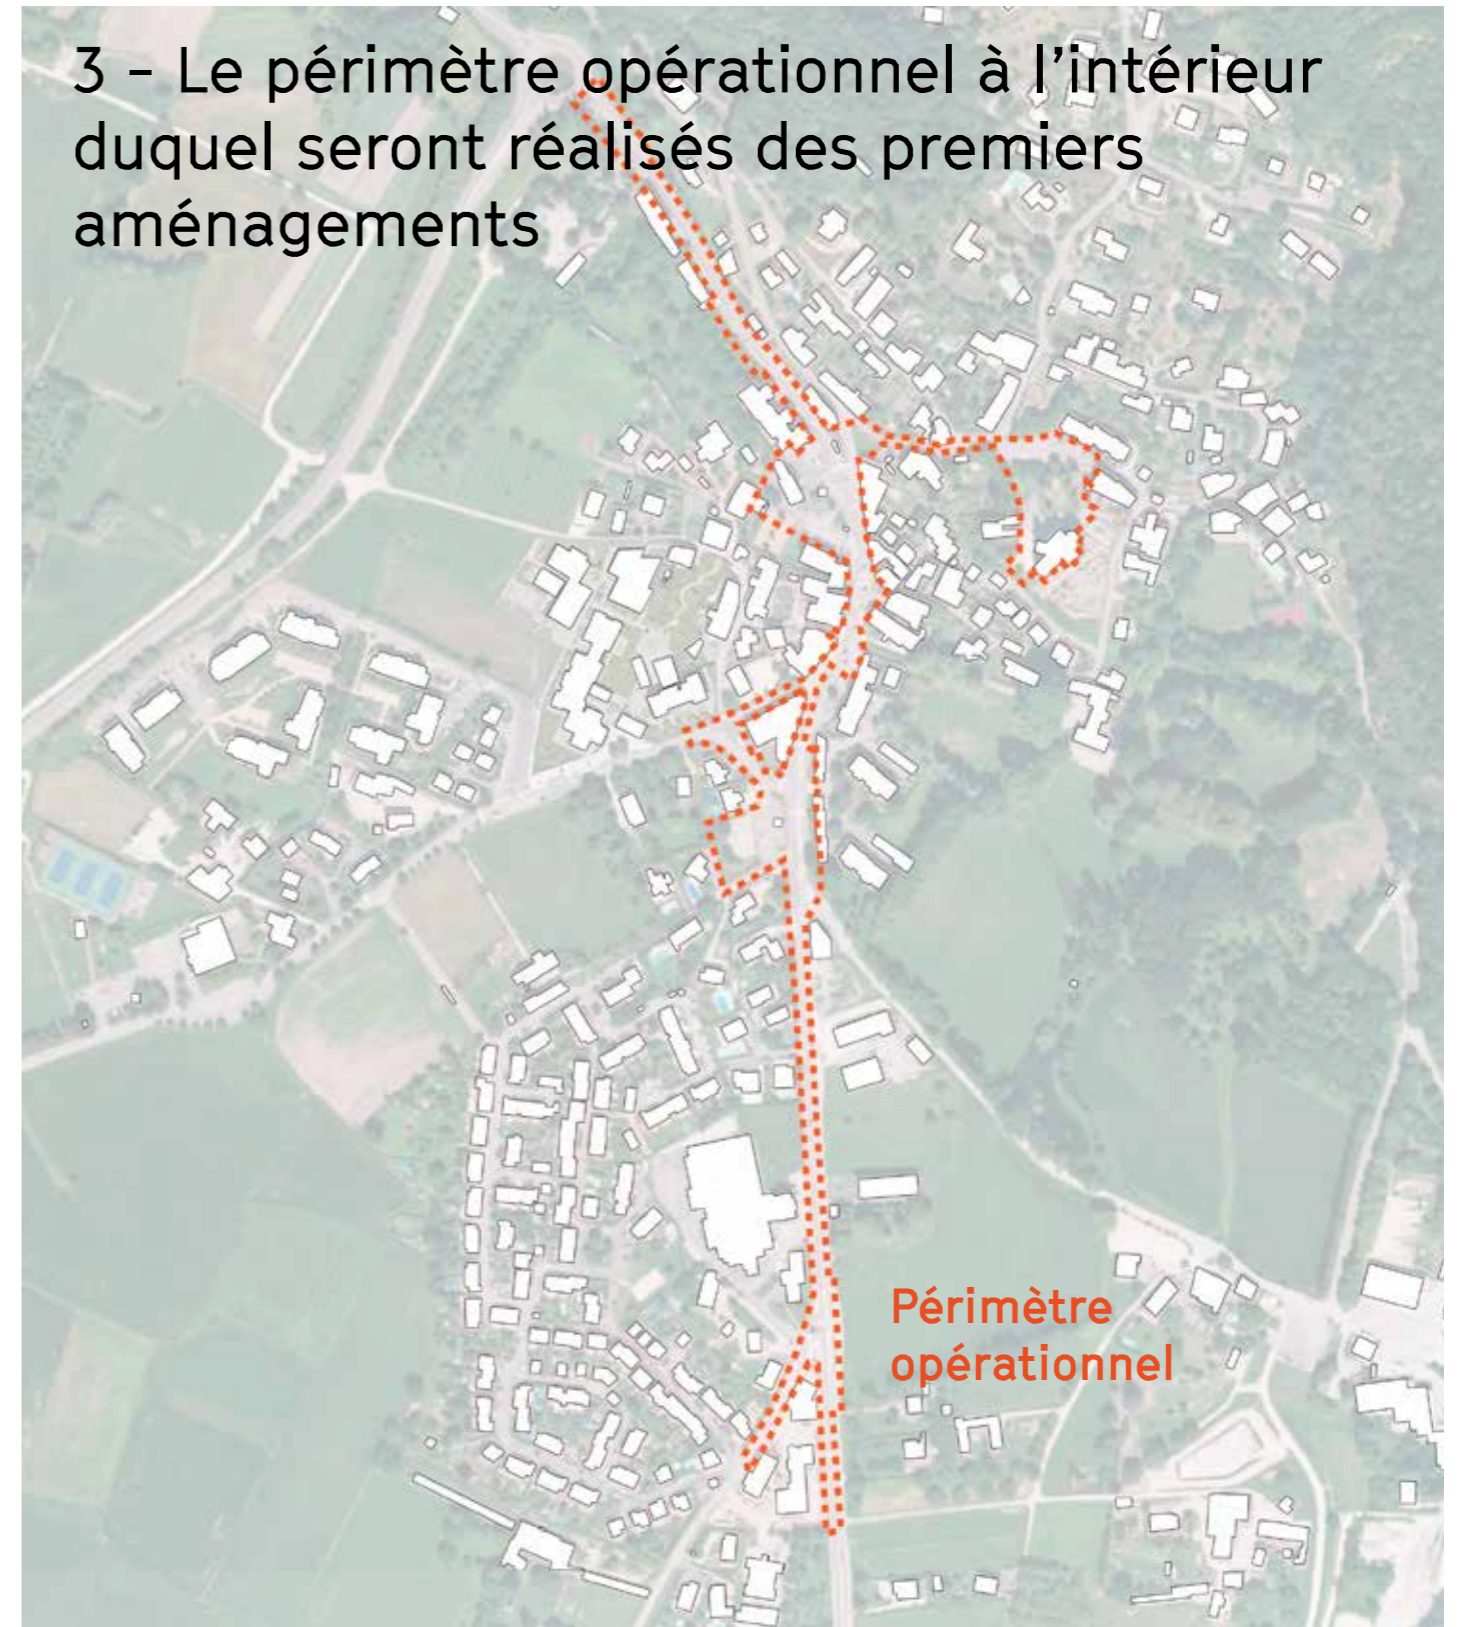 3 - Le périmètre opérationnel à l'intérieur
duquel seront réalisés des premiers
aménagements
Périmètre
opérationnel